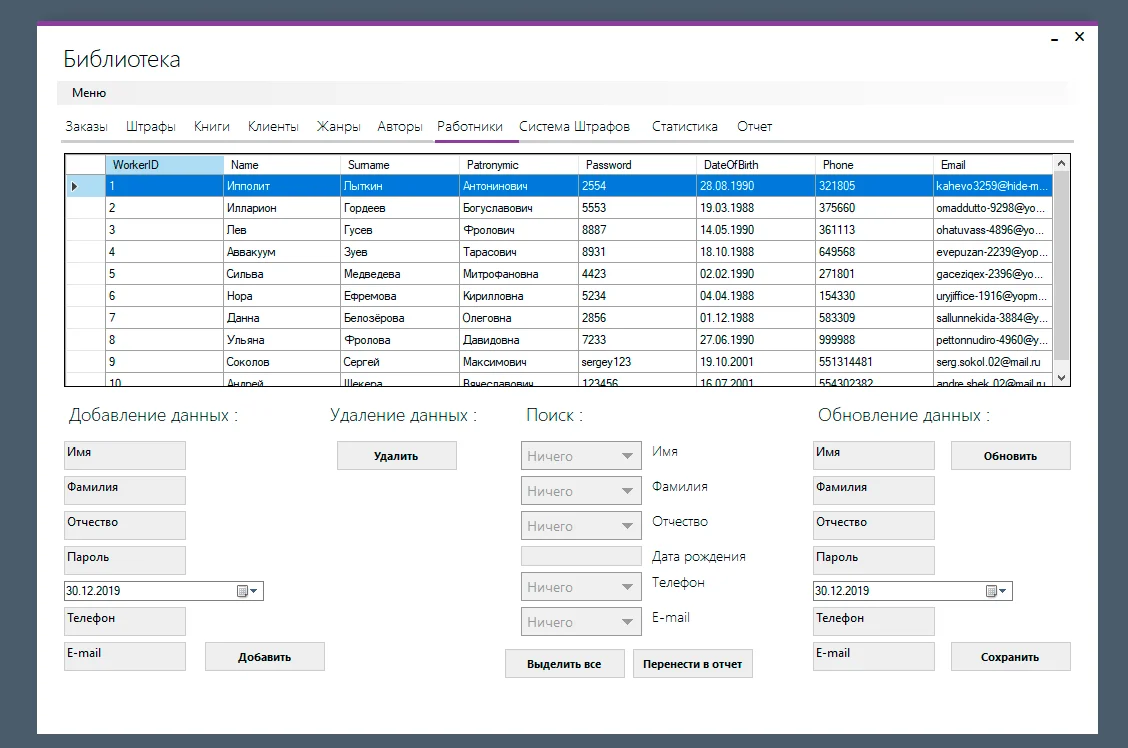 Библиотека
Меню
Заказы Штрафы Книги Клиенты Жанры Авторы Работники Система Штрафов Статистика Отчет
WorkerID Name Surname Patronymic Password DateOfBirth Phone Email
1 Ипполит Лыткин Антонинович 2554 28.08.1990 321805 kahevo3259@hide-m...
2 Илларион Гордеев Богуславович 5553 19.03.1988 375660 omaddutto-9298@yo...
3 Лев Гусев Фролович 8887 14.05.1990 361113 ohatuvass-4896@yo...
4 Аввакуум Зуев Тарасович 8931 18.10.1988 649568 evepuzan-2239@yop...
5 Сильва Медведева Митрофановна 4423 02.02.1990 271801 gaceziqex-2396@yo...
6 Нора Ефремова Кирилловна 5234 04.04.1988 154330 uryjiffice-1916@yopm...
7 Данна Белозёрова Олеговна 2856 01.12.1988 583309 sallunnekida-3884@y...
8 Ульяна Фролова Давидовна 7233 27.06.1990 999988 pettonnudiro-4960@y...
9 Соколов Сергей Максимович sergey123 19.10.2001 551314481 serg.sokol.02@mail.ru
10 Андрей Шекера Вячеславович 123456 16.07.2001 554302382 andre.shek.02@mail.ru
Добавление данных : Удаление данных : Поиск : Обновление данных :
Имя Удалить Ничего Имя Имя Обновить
Фамилия Ничего Фамилия Фамилия
Отчество Ничего Отчество Отчество
Пароль Дата рождения Пароль
30.12.2019 Ничего Телефон 30.12.2019
Телефон Ничего E-mail Телефон
E-mail Добавить Выделить все Перенести в отчет E-mail Сохранить